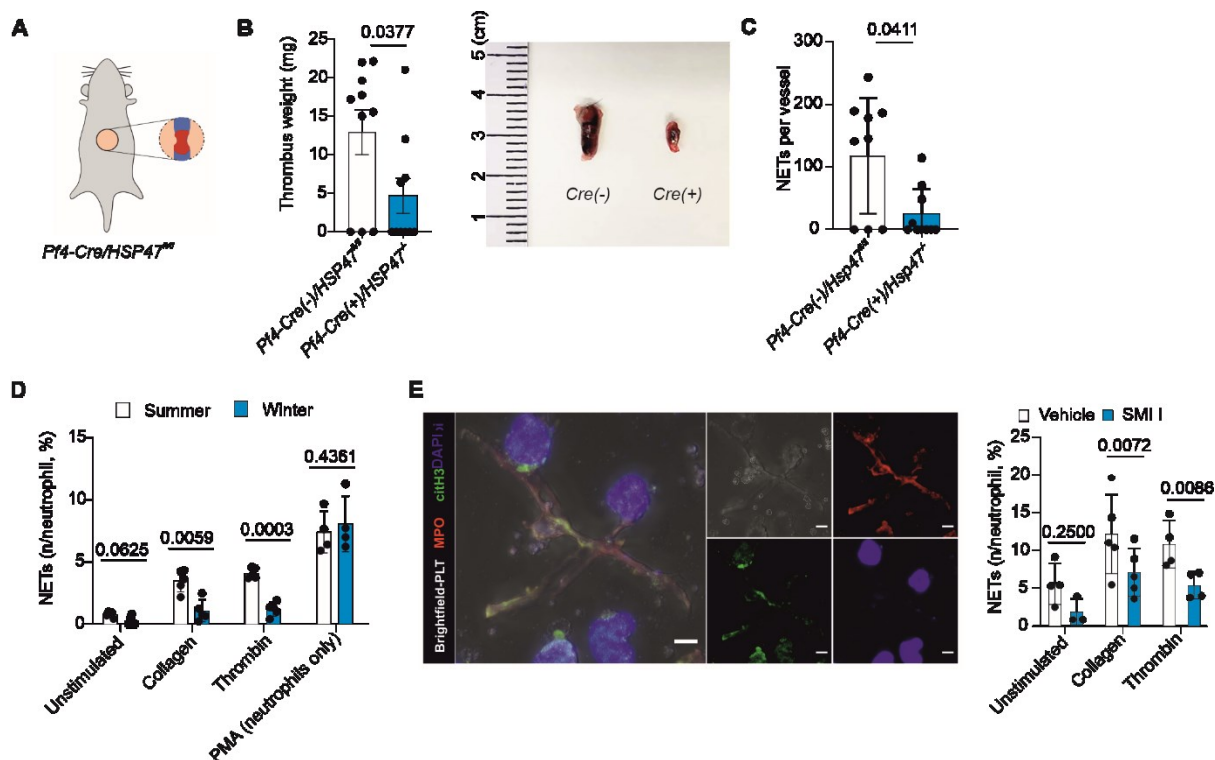 A
Pf4-Cre/HSP47fl/fl
B
0.0377
Thrombus weight (mg)
25
20
15
10
5
0
Pf4-Cre(-)/HSP47fl/fl
Pf4-Cre(+)/HSP47-/-
5 (cm)
4
3
2
1
Cre(-)
Cre(+)
C
0.0411
NETs per vessel
300
200
100
0
Pf4-Cre(-)/Hsp47fl/fl
Pf4-Cre(+)/Hsp47-/-
D
Summer
Winter
NETs (n/neutrophil, %)
15
10
5
0
0.0625
0.0059
0.0003
0.4361
Unstimulated
Collagen
Thrombin
PMA (neutrophils only)
E
Brightfield-PLT MPO citH3
Vehicle
SMI I
NETs (n/neutrophil, %)
25
20
15
10
5
0
0.2500
0.0072
0.0086
Unstimulated
Collagen
Thrombin